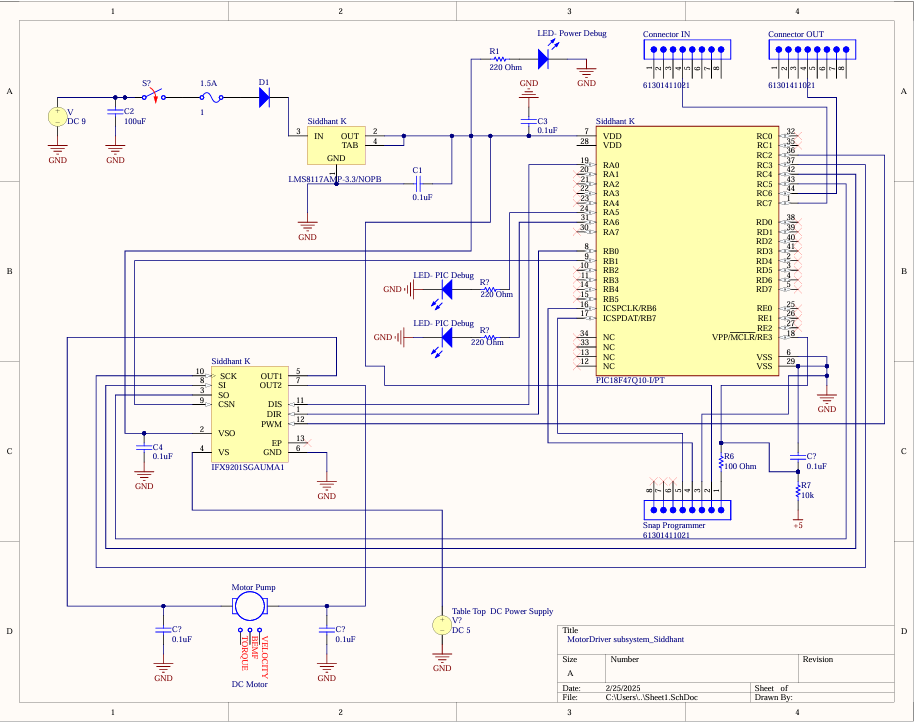 1 2 3 4
A
B
C
D
A
B
C
D
V
DC 9
GND
C2
100uF
GND
S?
1.5A
1
D1
Siddhant K
3 IN OUT 2
TAB 4
GND
1
LMS8117AMP-3.3/NOPB
GND
C1
0.1uF
R1
220 Ohm
LED- Power Debug
GND
GND
C3
0.1uF
Connector IN
1 2 3 4 5 6 7 8
61301411021
Connector OUT
1 2 3 4 5 6 7 8
Siddhant K
7 VDD
28 VDD
19 RA0
20 RA1
21 RA2
22 RA3
23 RA4
24 RA5
31 RA6
30 RA7
8 RB0
9 RB1
10 RB2
11 RB3
14 RB4
15 RB5
16 ICSPCLK/RB6
17 ICSPDAT/RB7
34 NC
33 NC
13 NC
12 NC
RC0 32
RC1 35
RC2 36
RC3 37
RC4 42
RC5 43
RC6 44
RC7 1
RD0 38
RD1 39
RD2 40
RD3 41
RD4 2
RD5 3
RD6 4
RD7 5
RE0 25
RE1 26
RE2 27
VPP/MCLR/RE3 18
VSS 6
VSS 29
PIC18F47Q10-I/PT
GND
LED- PIC Debug
GND
R?
220 Ohm
LED- PIC Debug
GND
R?
220 Ohm
Siddhant K
10 SCK OUT1 5
8 SI OUT2 7
3 SO
9 CSN DIS 11
DIR 1
PWM 12
2 VSO
EP 13
4 VS GND 6
IFX9201SGAUMA1
C4
0.1uF
GND
GND
R6
100 Ohm
C?
0.1uF
R7
10k
+5
8 7 6 5 4 3 2 1
Snap Programmer
61301411021
Motor Pump
C?
0.1uF
GND
TORQUE
BEMF
VELOCITY
DC Motor
C?
0.1uF
GND
Table Top DC Power Supply
V?
DC 5
GND
Title
MotorDriver subsystem_Siddhant
Size Number Revision
A
Date: 2/25/2025 Sheet of
File: C:\Users\..\Sheet1.SchDoc Drawn By:
1 2 3 4